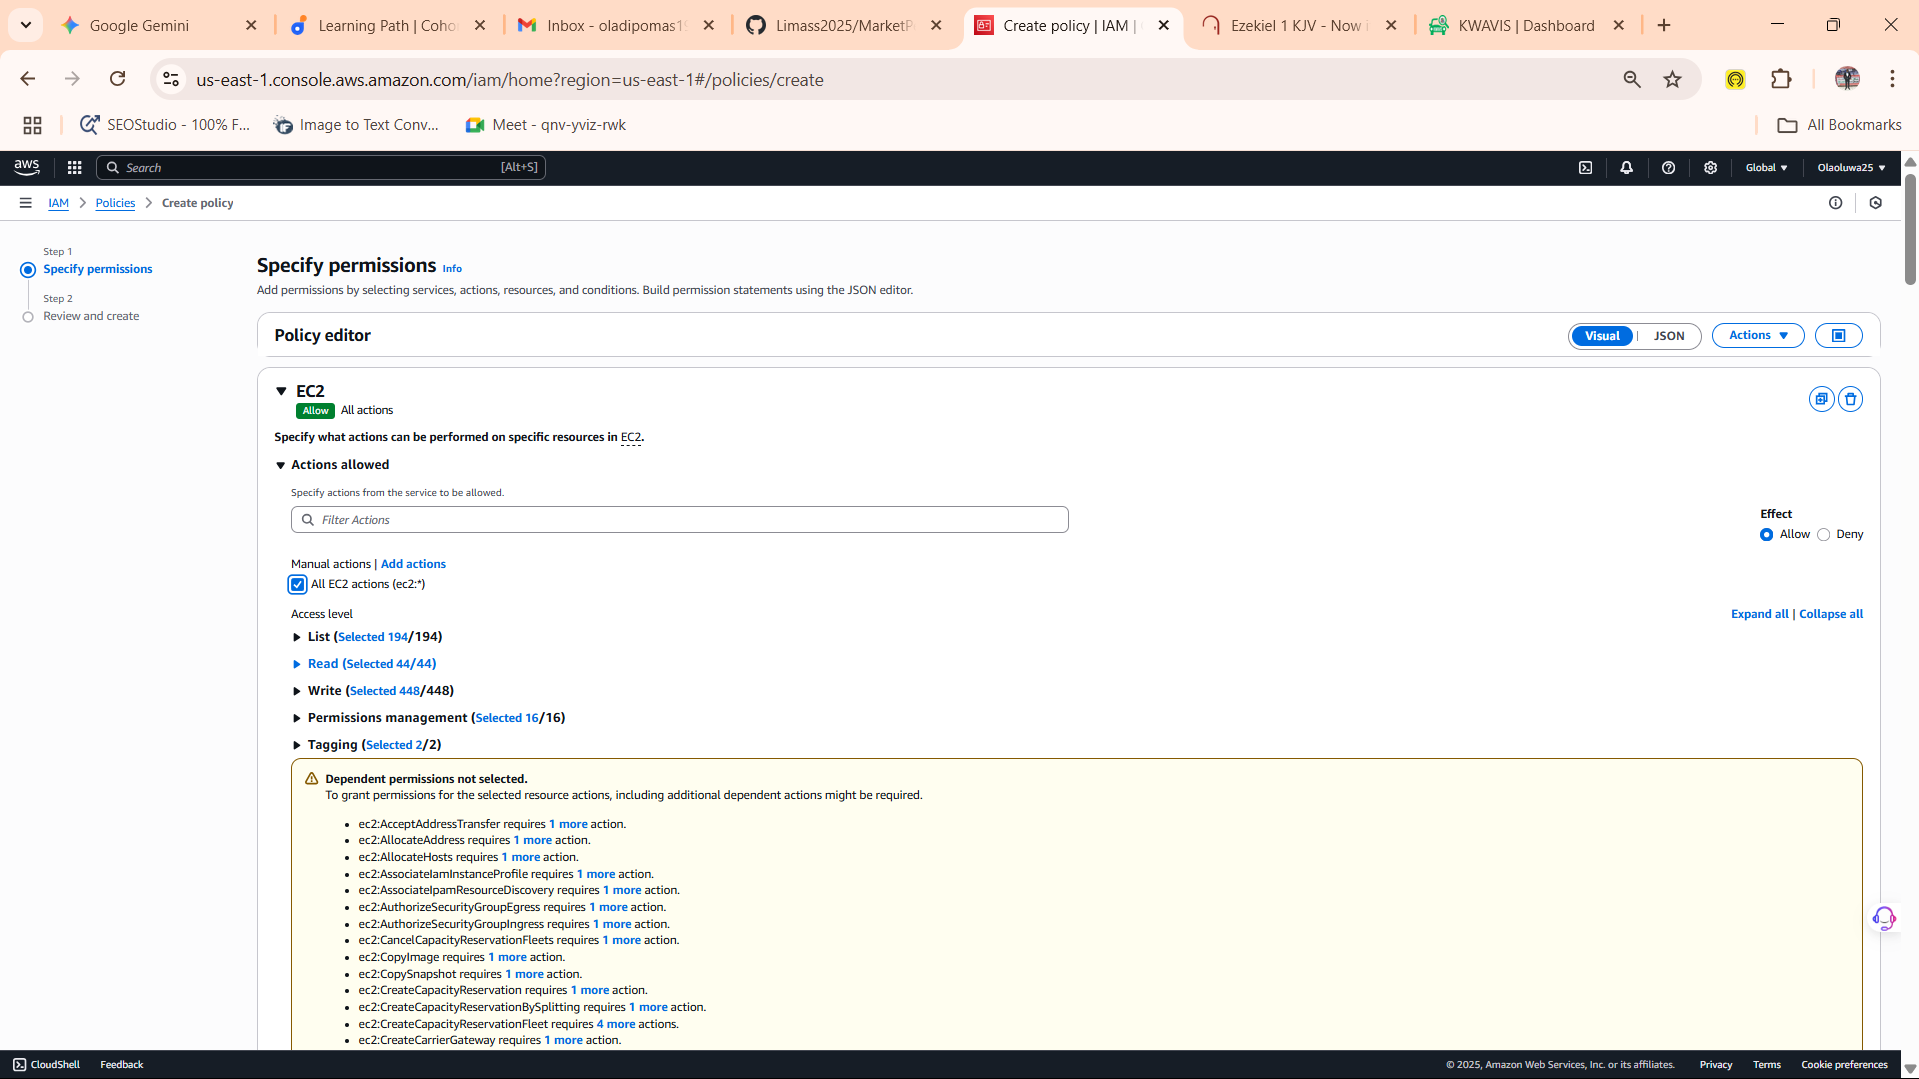 Google Gemini
Learning Path | Coho
Inbox - oladipomas19
Limass2025/MarketP
Create policy | IAM |
Ezekiel 1 KJV - Now i
KWAVIS | Dashboard
us-east-1.console.aws.amazon.com/iam/home?region=us-east-1#/policies/create
SEOStudio - 100% F...
Image to Text Conv...
Meet - qnv-yviz-rwk
All Bookmarks
aws
Search
[Alt+S]
Global
Olaoluwa25
IAM
Policies
Create policy
Step 1
Specify permissions
Step 2
Review and create
Specify permissions Info
Add permissions by selecting services, actions, resources, and conditions. Build permission statements using the JSON editor.
Policy editor
Visual
JSON
Actions
EC2
Allow All actions
Specify what actions can be performed on specific resources in EC2.
Actions allowed
Specify actions from the service to be allowed.
Filter Actions
Effect
Allow
Deny
Manual actions | Add actions
All EC2 actions (ec2:*)
Access level
Expand all | Collapse all
List (Selected 194/194)
Read (Selected 44/44)
Write (Selected 448/448)
Permissions management (Selected 16/16)
Tagging (Selected 2/2)
Dependent permissions not selected.
To grant permissions for the selected resource actions, including additional dependent actions might be required.
• ec2:AcceptAddressTransfer requires 1 more action.
• ec2:AllocateAddress requires 1 more action.
• ec2:AllocateHosts requires 1 more action.
• ec2:AssociateIamInstanceProfile requires 1 more action.
• ec2:AssociateIpamResourceDiscovery requires 1 more action.
• ec2:AuthorizeSecurityGroupEgress requires 1 more action.
• ec2:AuthorizeSecurityGroupIngress requires 1 more action.
• ec2:CancelCapacityReservationFleets requires 1 more action.
• ec2:CopyImage requires 1 more action.
• ec2:CopySnapshot requires 1 more action.
• ec2:CreateCapacityReservation requires 1 more action.
• ec2:CreateCapacityReservationBySplitting requires 1 more action.
• ec2:CreateCapacityReservationFleet requires 4 more actions.
• ec2:CreateCarrierGateway requires 1 more action.
CloudShell
Feedback
© 2025, Amazon Web Services, Inc. or its affiliates.
Privacy
Terms
Cookie preferences